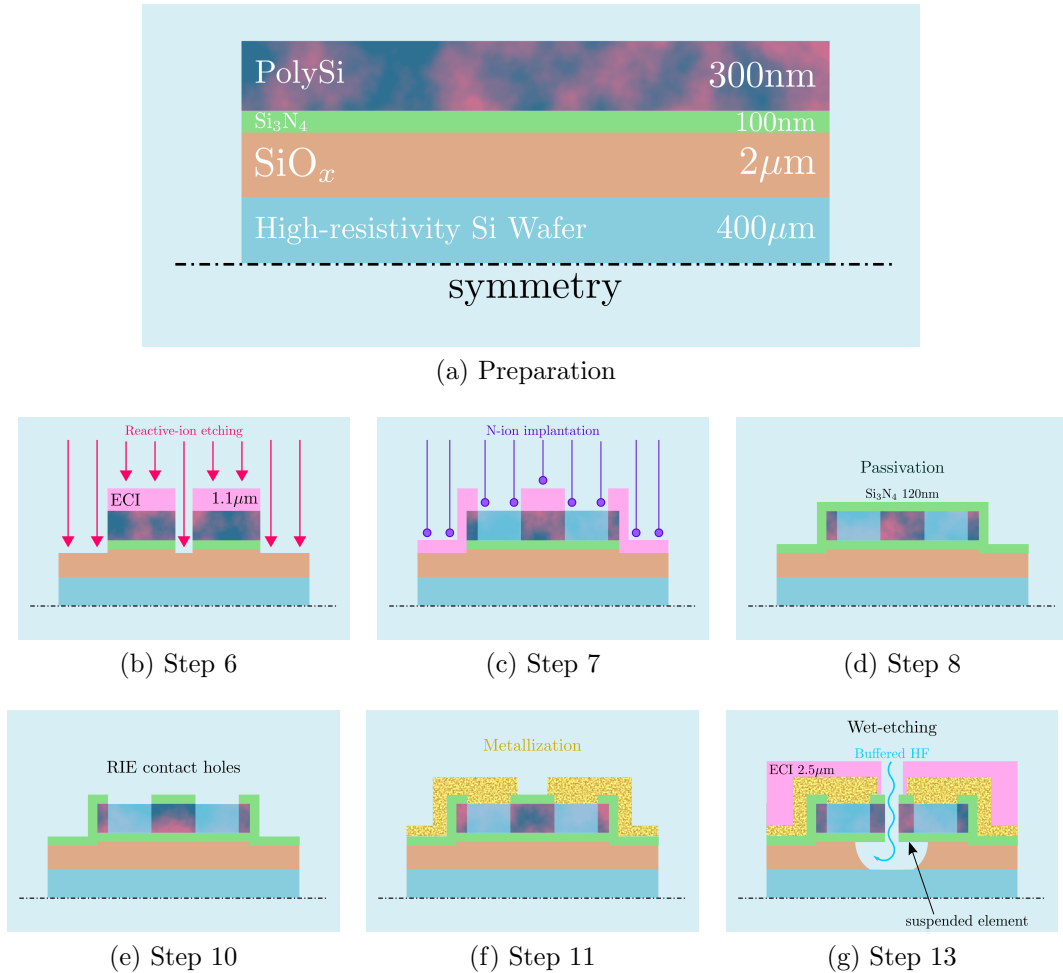 PolySi 300nm
Si₃N₄ 100nm
SiOₓ 2μm
High-resistivity Si Wafer 400μm
symmetry
(a) Preparation
Reactive-ion etching
ECI 1.1μm
(b) Step 6
N-ion implantation
(c) Step 7
Passivation
Si₃N₄ 120nm
(d) Step 8
RIE contact holes
(e) Step 10
Metallization
(f) Step 11
Wet-etching
Buffered HF
ECI 2.5μm
suspended element
(g) Step 13